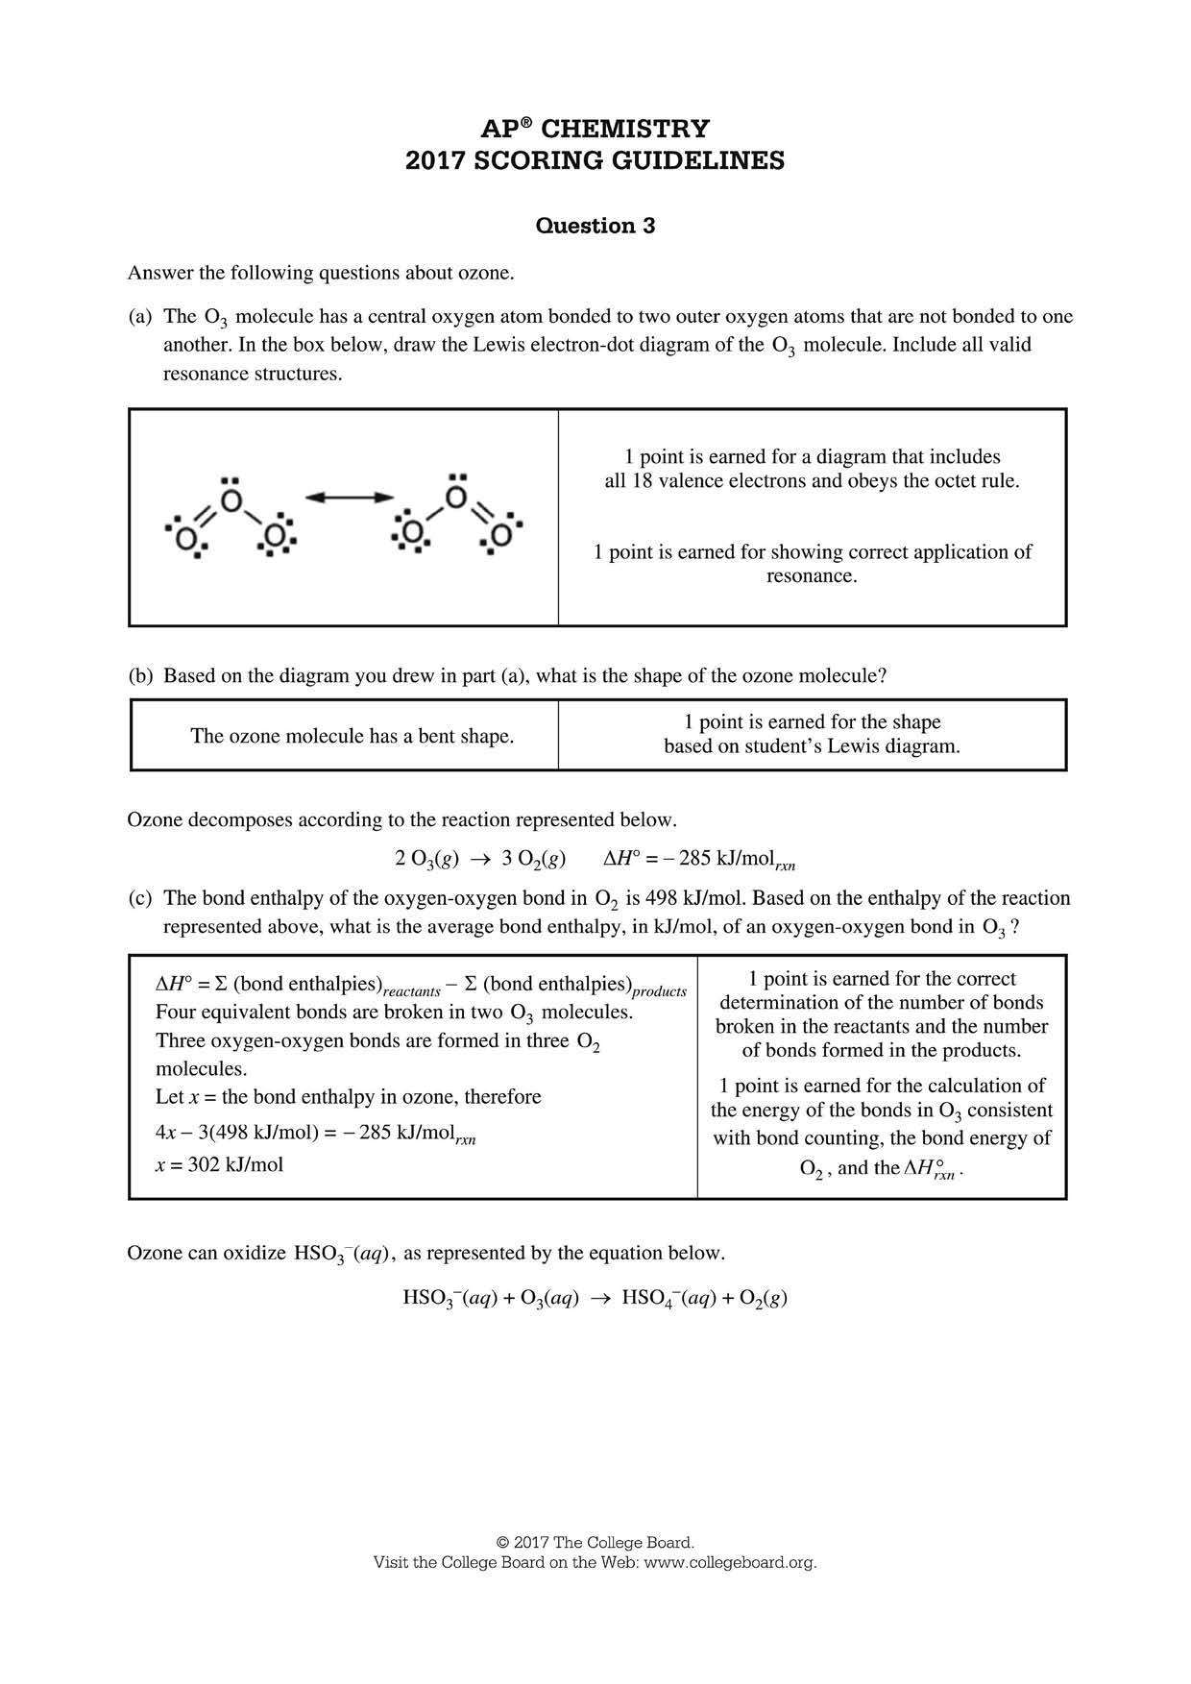 AP® CHEMISTRY
2017 SCORING GUIDELINES
Question 3
Answer the following questions about ozone.
(a) The O₃ molecule has a central oxygen atom bonded to two outer oxygen atoms that are not bonded to one
another. In the box below, draw the Lewis electron-dot diagram of the O₃ molecule. Include all valid
resonance structures.
O O O O O O
1 point is earned for a diagram that includes
all 18 valence electrons and obeys the octet rule.
1 point is earned for showing correct application of
resonance.
(b) Based on the diagram you drew in part (a), what is the shape of the ozone molecule?
The ozone molecule has a bent shape.
1 point is earned for the shape
based on student's Lewis diagram.
Ozone decomposes according to the reaction represented below.
2 O₃(g) → 3 O₂(g) ΔH° = – 285 kJ/molrxn
(c) The bond enthalpy of the oxygen-oxygen bond in O₂ is 498 kJ/mol. Based on the enthalpy of the reaction
represented above, what is the average bond enthalpy, in kJ/mol, of an oxygen-oxygen bond in O₃ ?
ΔH° = Σ (bond enthalpies)reactants – Σ (bond enthalpies)products
Four equivalent bonds are broken in two O₃ molecules.
Three oxygen-oxygen bonds are formed in three O₂
molecules.
Let x = the bond enthalpy in ozone, therefore
4x – 3(498 kJ/mol) = – 285 kJ/molrxn
x = 302 kJ/mol
1 point is earned for the correct
determination of the number of bonds
broken in the reactants and the number
of bonds formed in the products.
1 point is earned for the calculation of
the energy of the bonds in O₃ consistent
with bond counting, the bond energy of
O₂ , and the ΔH°rxn .
Ozone can oxidize HSO₃⁻(aq), as represented by the equation below.
HSO₃⁻(aq) + O₃(aq) → HSO₄⁻(aq) + O₂(g)
© 2017 The College Board.
Visit the College Board on the Web: www.collegeboard.org.